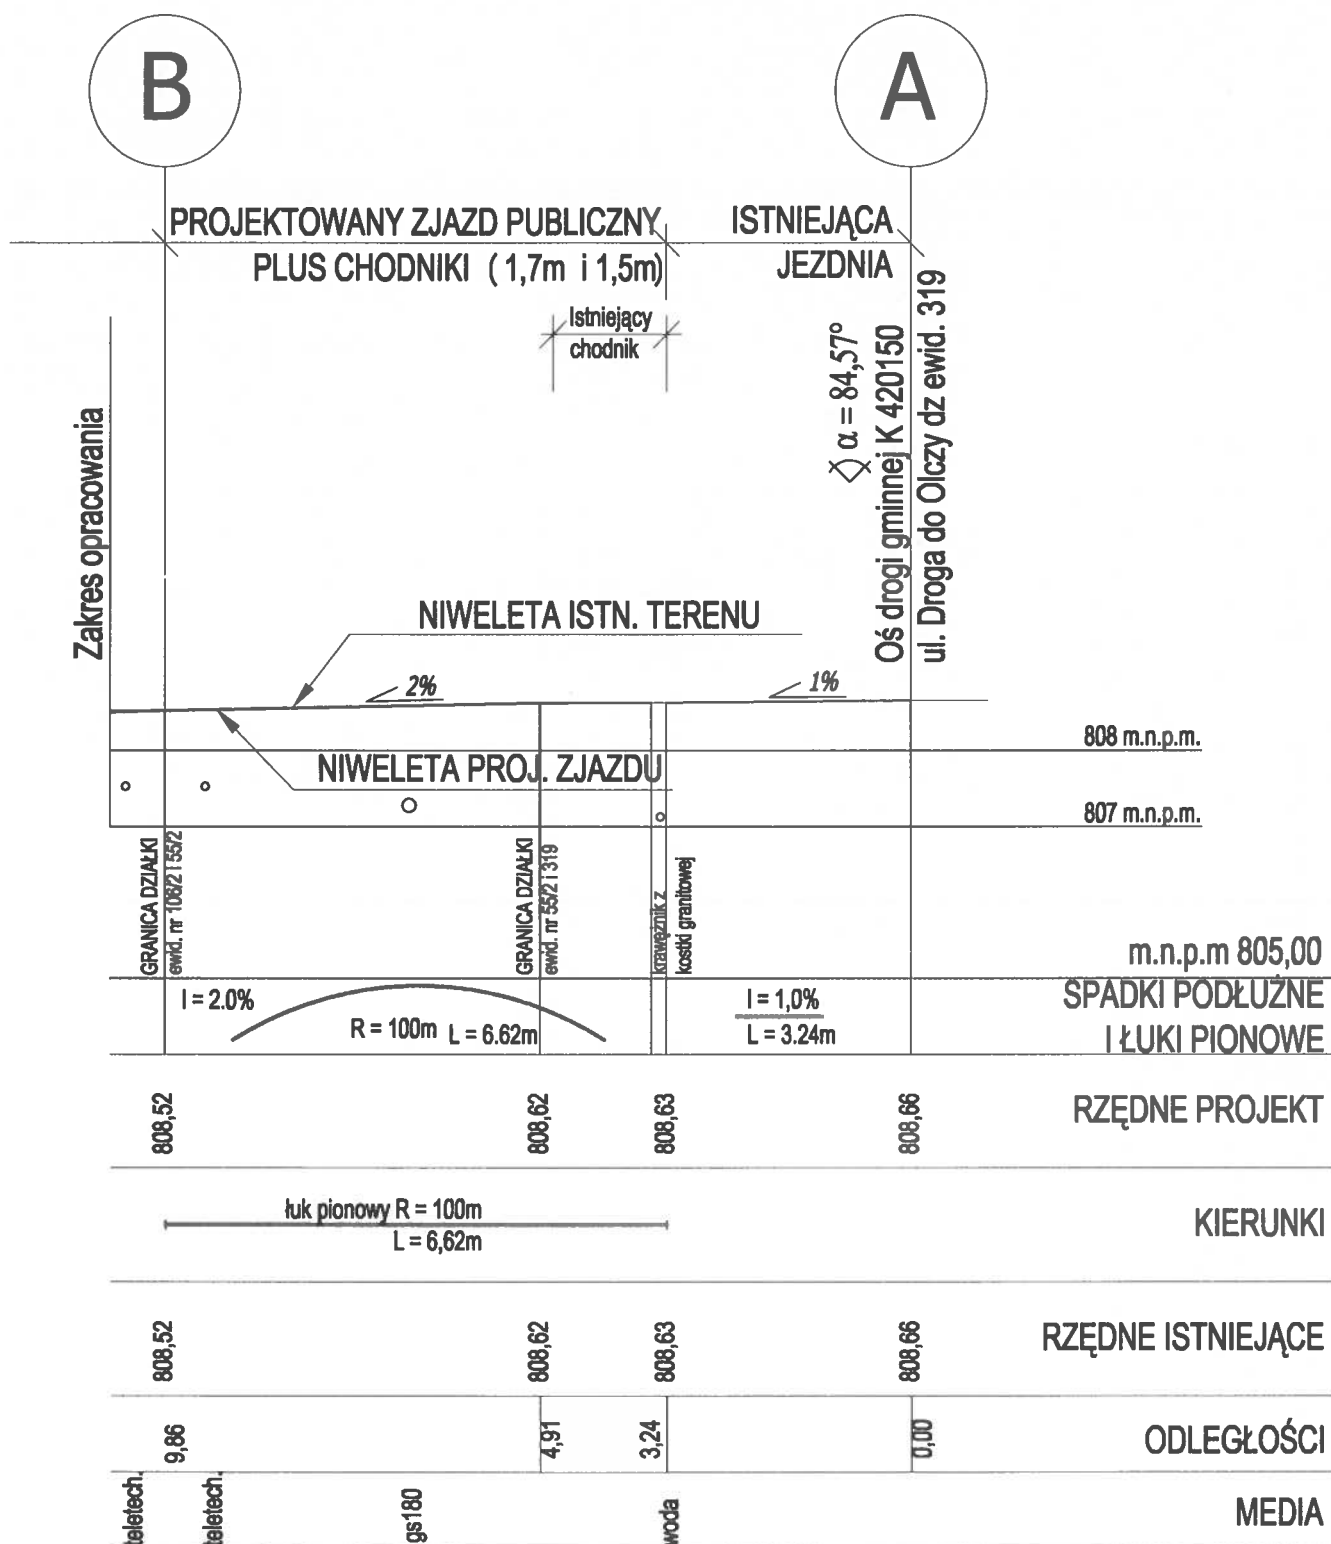 B
A
PROJEKTOWANY ZJAZD PUBLICZNY
PLUS CHODNIKI ( 1,7m i 1,5m)
ISTNIEJĄCA
JEZDNIA
Istniejący
chodnik
Zakres opracowania
α = 84,57°
Oś drogi gminnej K 420150
ul. Droga do Olczy dz ewid. 319
NIWELETA ISTN. TERENU
2%
1%
808 m.n.p.m.
NIWELETA PROJ. ZJAZDU
807 m.n.p.m.
GRANICA DZIAŁKI
ewid. nr 106/2 i 55/2
GRANICA DZIAŁKI
ewid. nr 55/2 i 319
krawężnik z
kostki granitowej
m.n.p.m 805,00
SPADKI PODŁUŻNE
I ŁUKI PIONOWE
I = 2.0%
R = 100m L = 6.62m
I = 1,0%
L = 3.24m
808,52
808,62
808,63
808,66
RZĘDNE PROJEKT
łuk pionowy R = 100m
L = 6,62m
KIERUNKI
808,52
808,62
808,63
808,66
RZĘDNE ISTNIEJĄCE
9,86
4,91
3,24
0,00
ODLEGŁOŚCI
teletech.
teletech.
gs180
woda
MEDIA